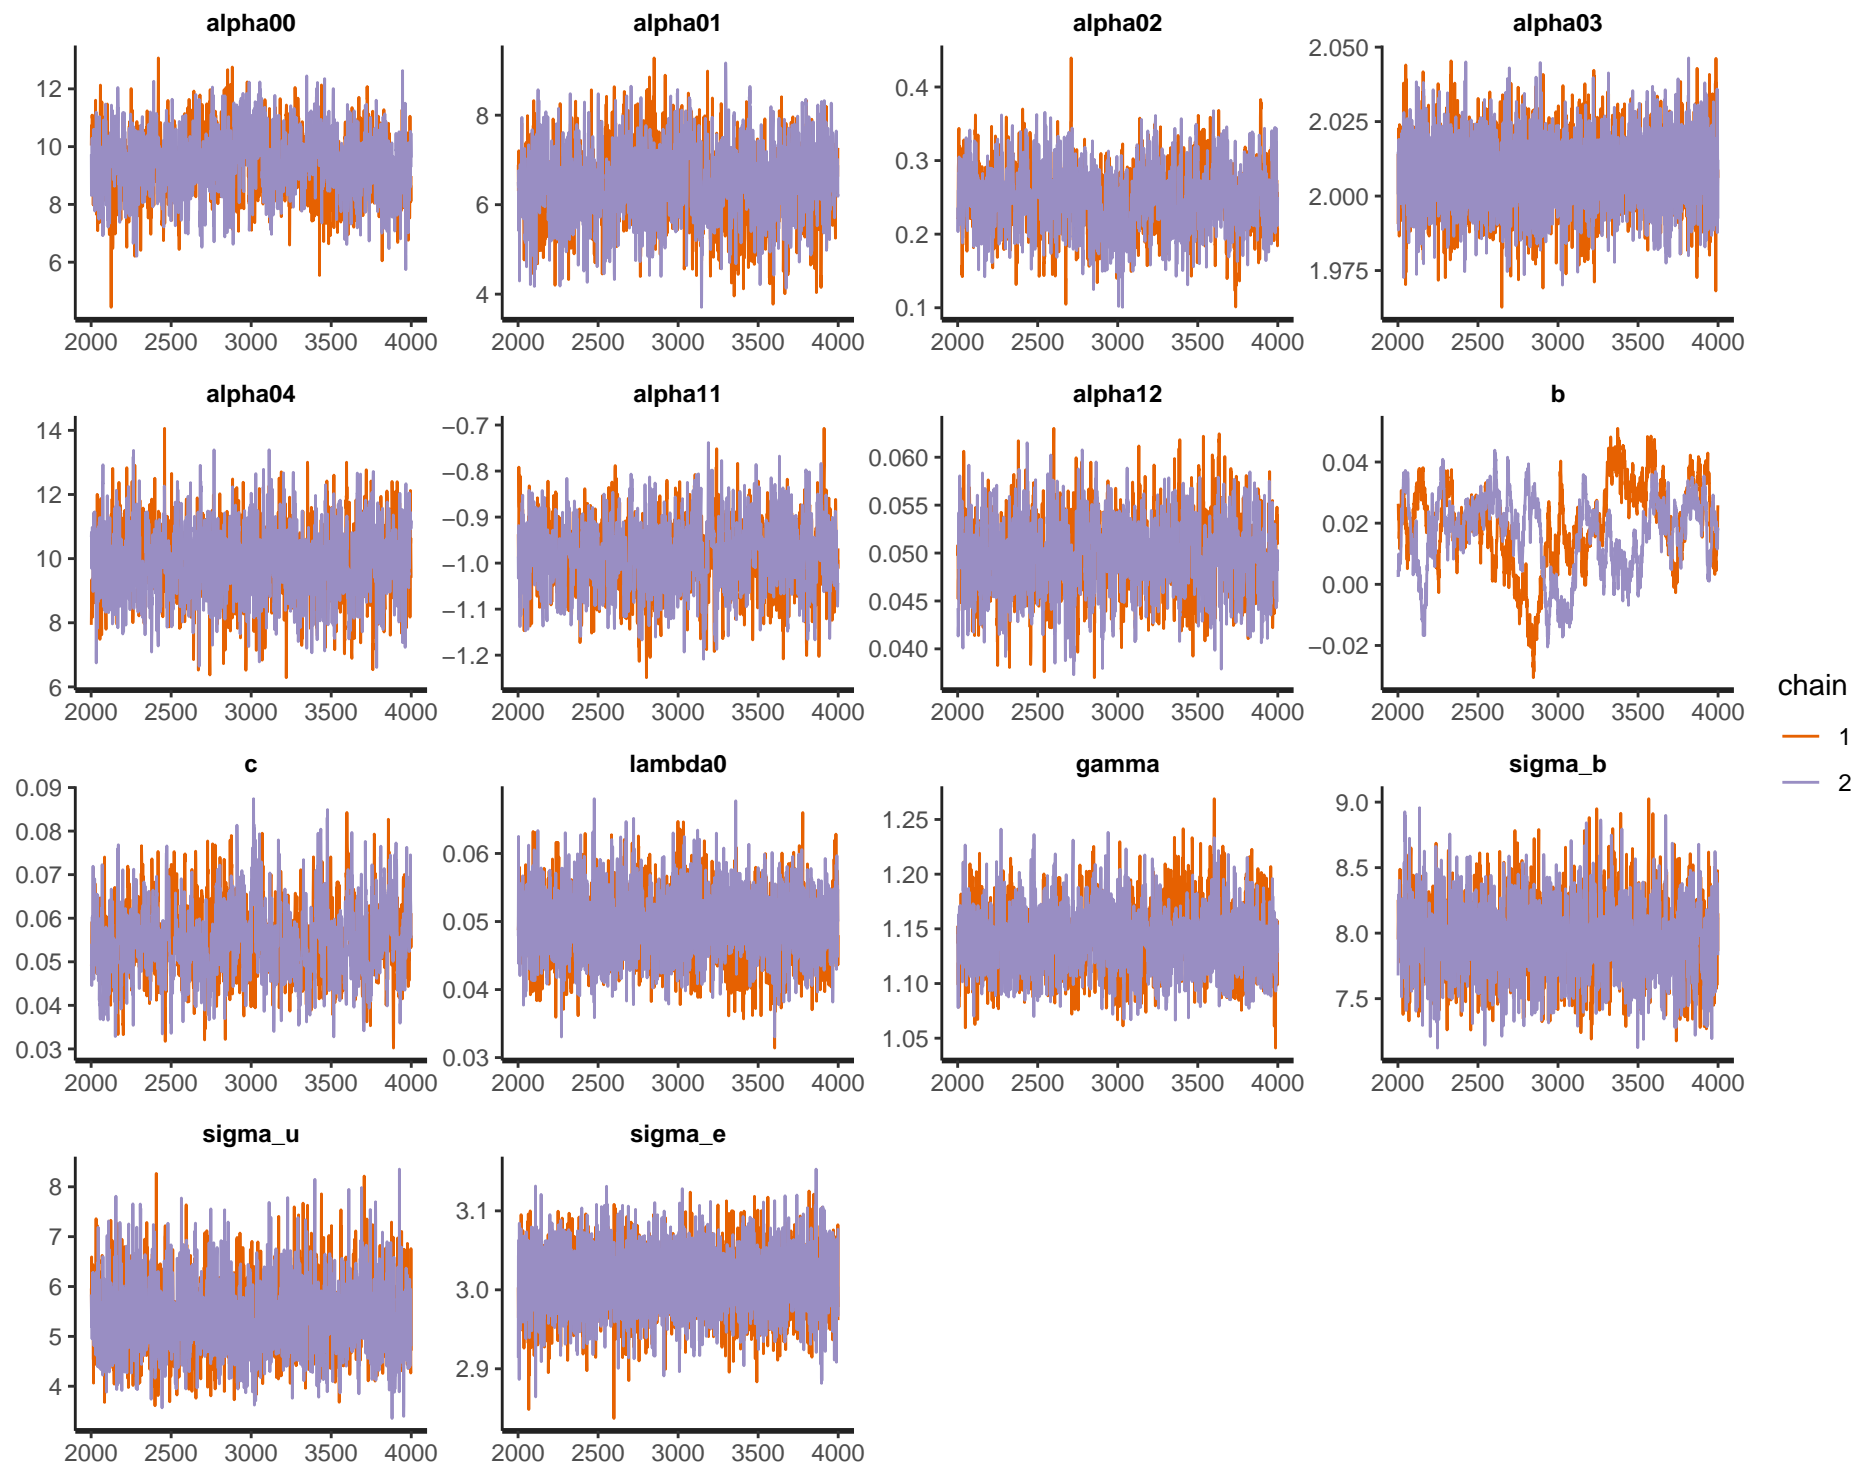 alpha00 alpha01 alpha02 alpha03
12 10 8 6
8 6 4
0.4 0.3 0.2 0.1
2.050 2.025 2.000 1.975
2000 2500 3000 3500 4000 2000 2500 3000 3500 4000 2000 2500 3000 3500 4000 2000 2500 3000 3500 4000
alpha04 alpha11 alpha12 b
14 12 10 8 6
−0.7 −0.8 −0.9 −1.0 −1.1 −1.2
0.060 0.055 0.050 0.045 0.040
0.04 0.02 0.00 −0.02
2000 2500 3000 3500 4000 2000 2500 3000 3500 4000 2000 2500 3000 3500 4000 2000 2500 3000 3500 4000
c lambda0 gamma sigma_b
0.09 0.08 0.07 0.06 0.05 0.04 0.03
0.06 0.05 0.04 0.03
1.25 1.20 1.15 1.10 1.05
9.0 8.5 8.0 7.5
2000 2500 3000 3500 4000 2000 2500 3000 3500 4000 2000 2500 3000 3500 4000 2000 2500 3000 3500 4000
sigma_u sigma_e
8 7 6 5 4
3.1 3.0 2.9
2000 2500 3000 3500 4000 2000 2500 3000 3500 4000
chain
1
2